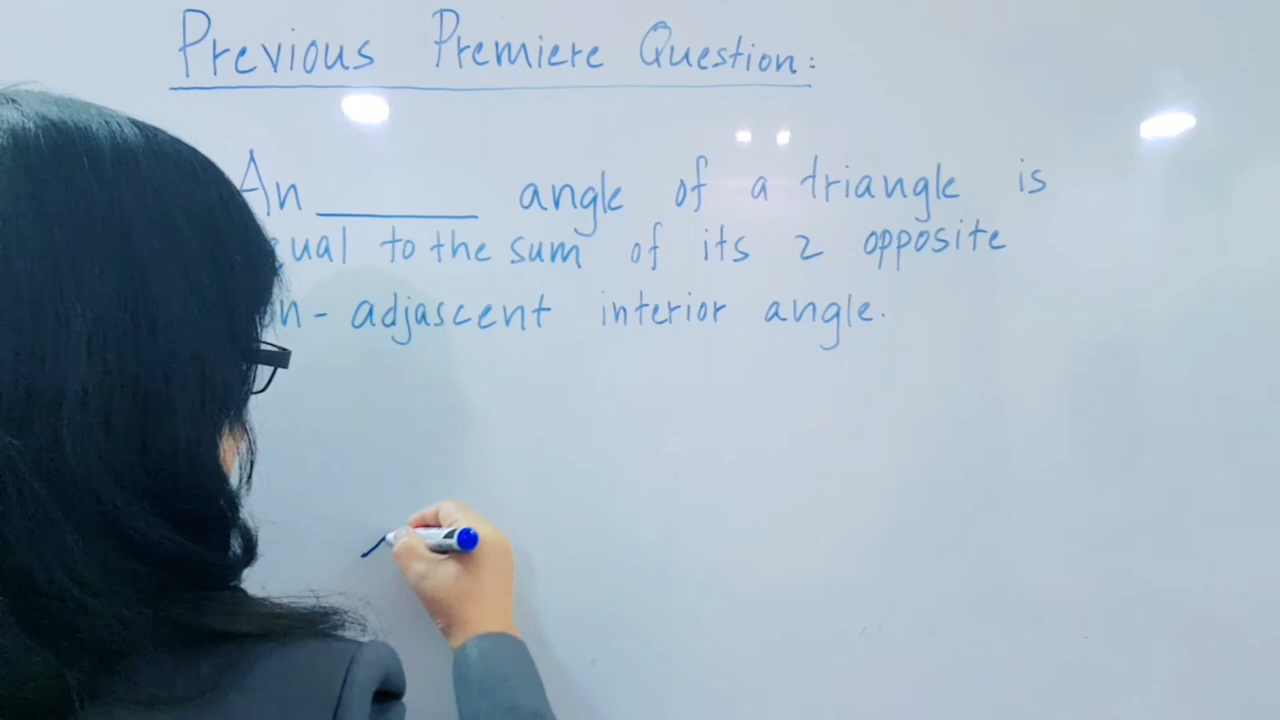 Previous Premiere Question:
An ______ angle of a triangle is
qual to the sum of its 2 opposite
n-adjascent interior angle.